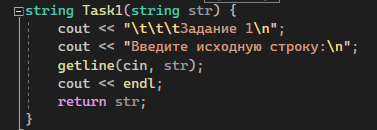 string Task1(string str) {
cout << "\t\t\tЗадание 1\n";
cout << "Введите исходную строку:\n";
getline(cin, str);
cout << endl;
return str;
}